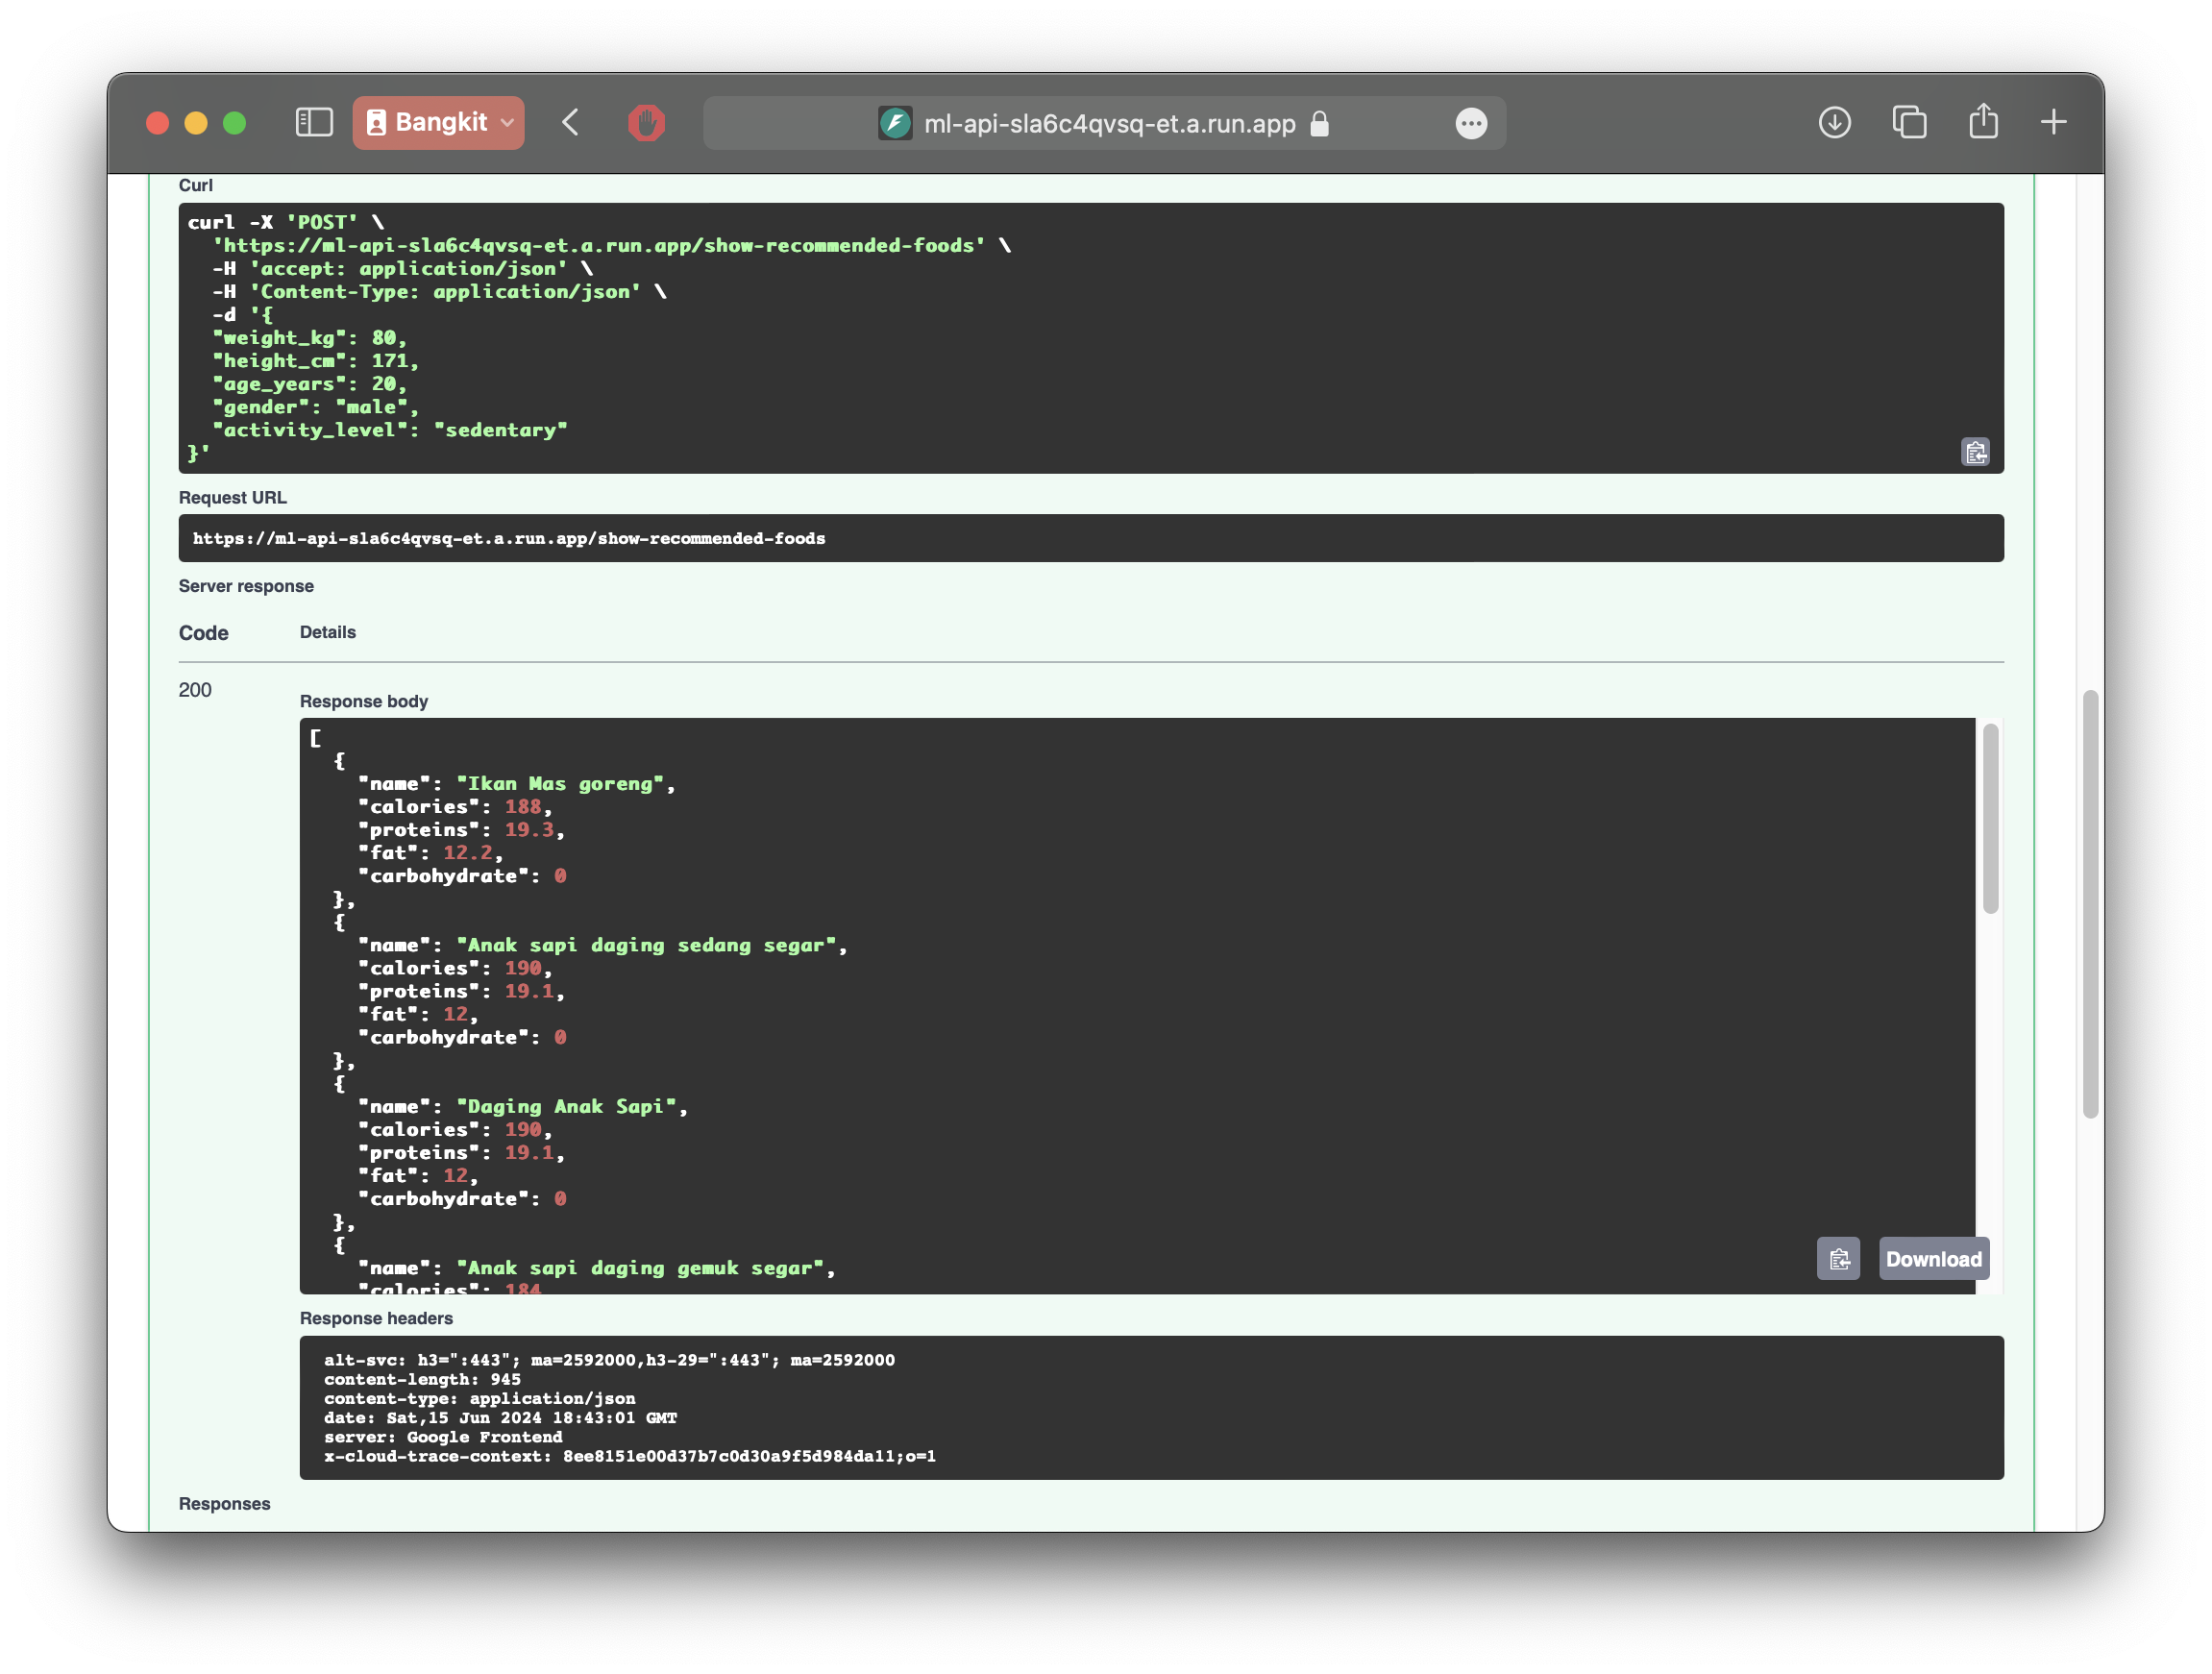 Bangkit
ml-api-sla6c4qvsq-et.a.run.app
Curl
curl -X 'POST' \
  'https://ml-api-sla6c4qvsq-et.a.run.app/show-recommended-foods' \
  -H 'accept: application/json' \
  -H 'Content-Type: application/json' \
  -d '{
  "weight_kg": 80,
  "height_cm": 171,
  "age_years": 20,
  "gender": "male",
  "activity_level": "sedentary"
}'
Request URL
https://ml-api-sla6c4qvsq-et.a.run.app/show-recommended-foods
Server response
Code Details
200
Response body
[
  {
    "name": "Ikan Mas goreng",
    "calories": 188,
    "proteins": 19.3,
    "fat": 12.2,
    "carbohydrate": 0
  },
  {
    "name": "Anak sapi daging sedang segar",
    "calories": 190,
    "proteins": 19.1,
    "fat": 12,
    "carbohydrate": 0
  },
  {
    "name": "Daging Anak Sapi",
    "calories": 190,
    "proteins": 19.1,
    "fat": 12,
    "carbohydrate": 0
  },
  {
    "name": "Anak sapi daging gemuk segar",
    "calories": 184
Download
Response headers
alt-svc: h3=":443"; ma=2592000,h3-29=":443"; ma=2592000
content-length: 945
content-type: application/json
date: Sat,15 Jun 2024 18:43:01 GMT
server: Google Frontend
x-cloud-trace-context: 8ee8151e00d37b7c0d30a9f5d984da11;o=1
Responses